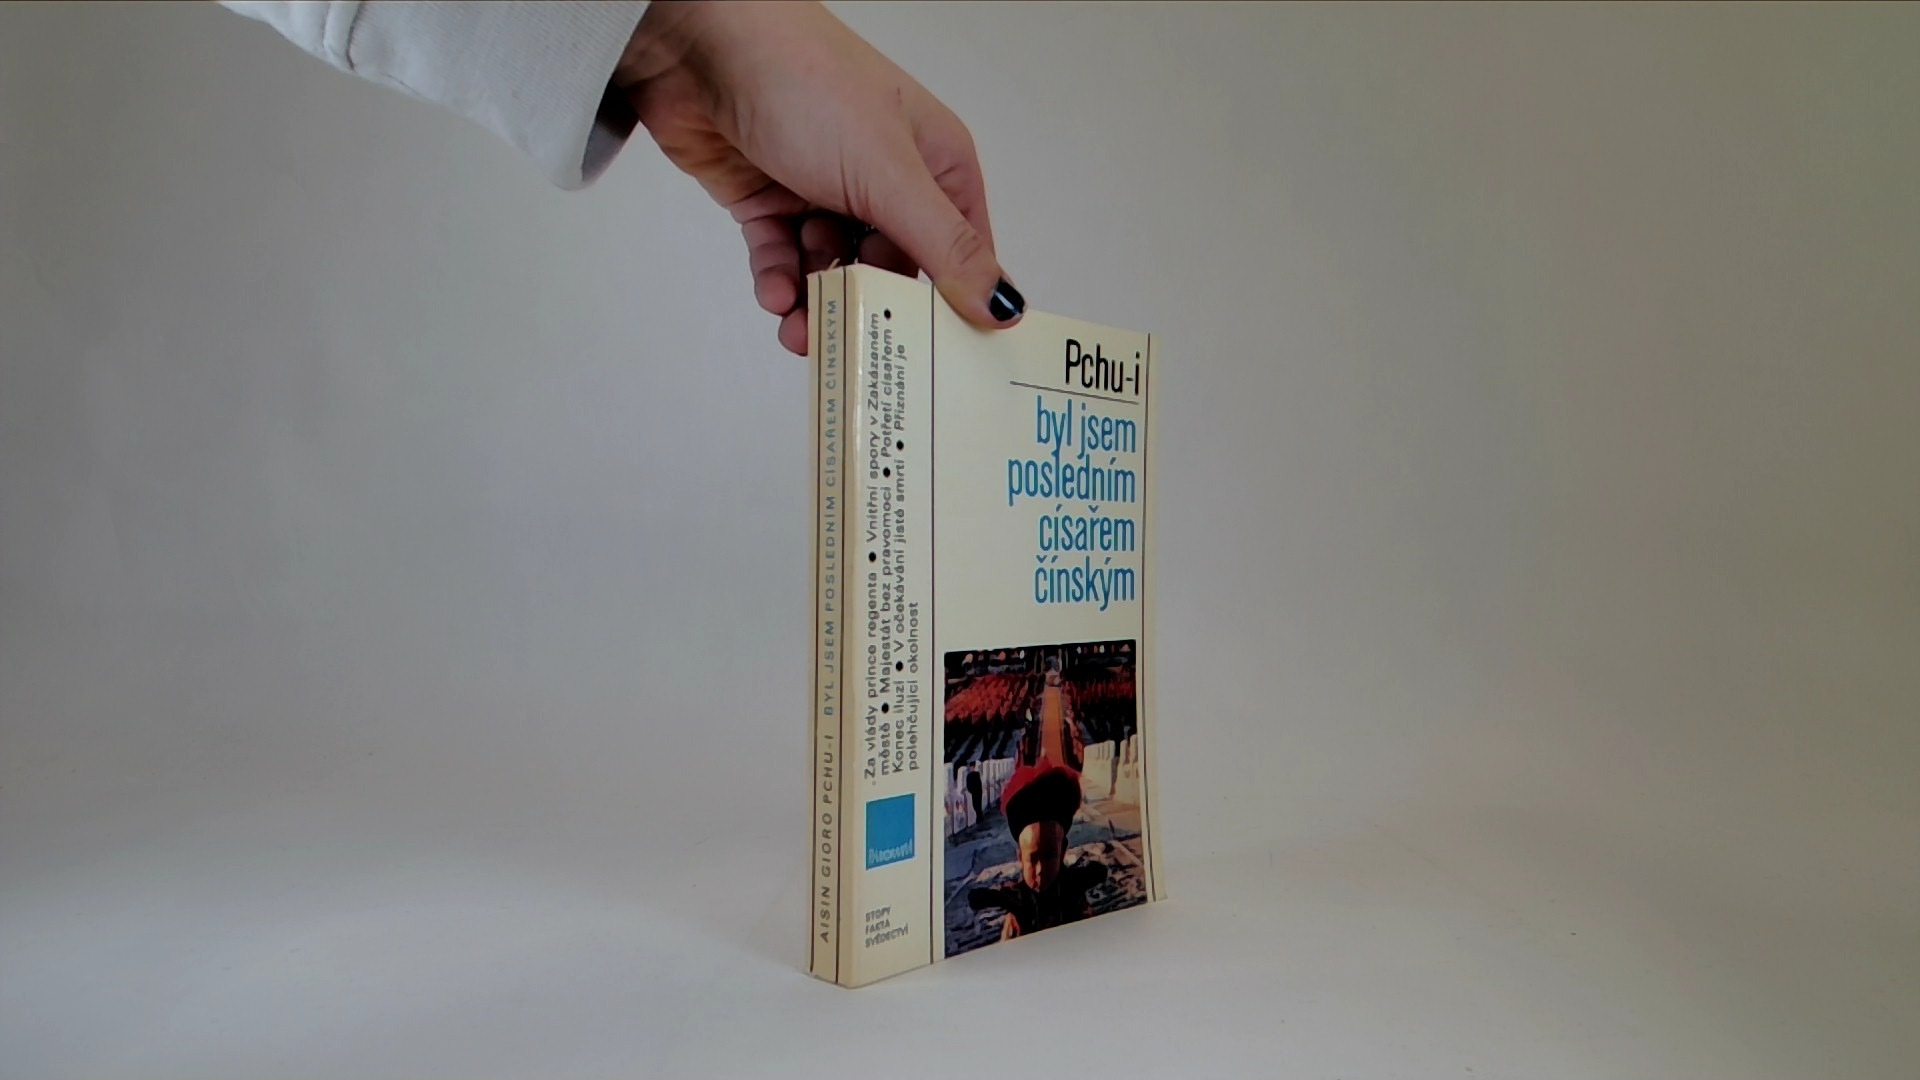 AISIN GIORO PCHU-I BYL JSEM POSLEDNÍM CÍSAŘEM ČÍNSKÝM
Za vlády prince regenta ● Vnitřní spory v Zakázaném
městě ● Majestát bez pravomoci ● Potřetí císařem ●
Konec iluzí ● V očekávání jisté smrti ● Přiznání je
polehčující okolnost
PANORAMA
STOPY
FAKTA
SVĚDECTVÍ
Pchu-i
byl jsem
posledním
císařem
čínským